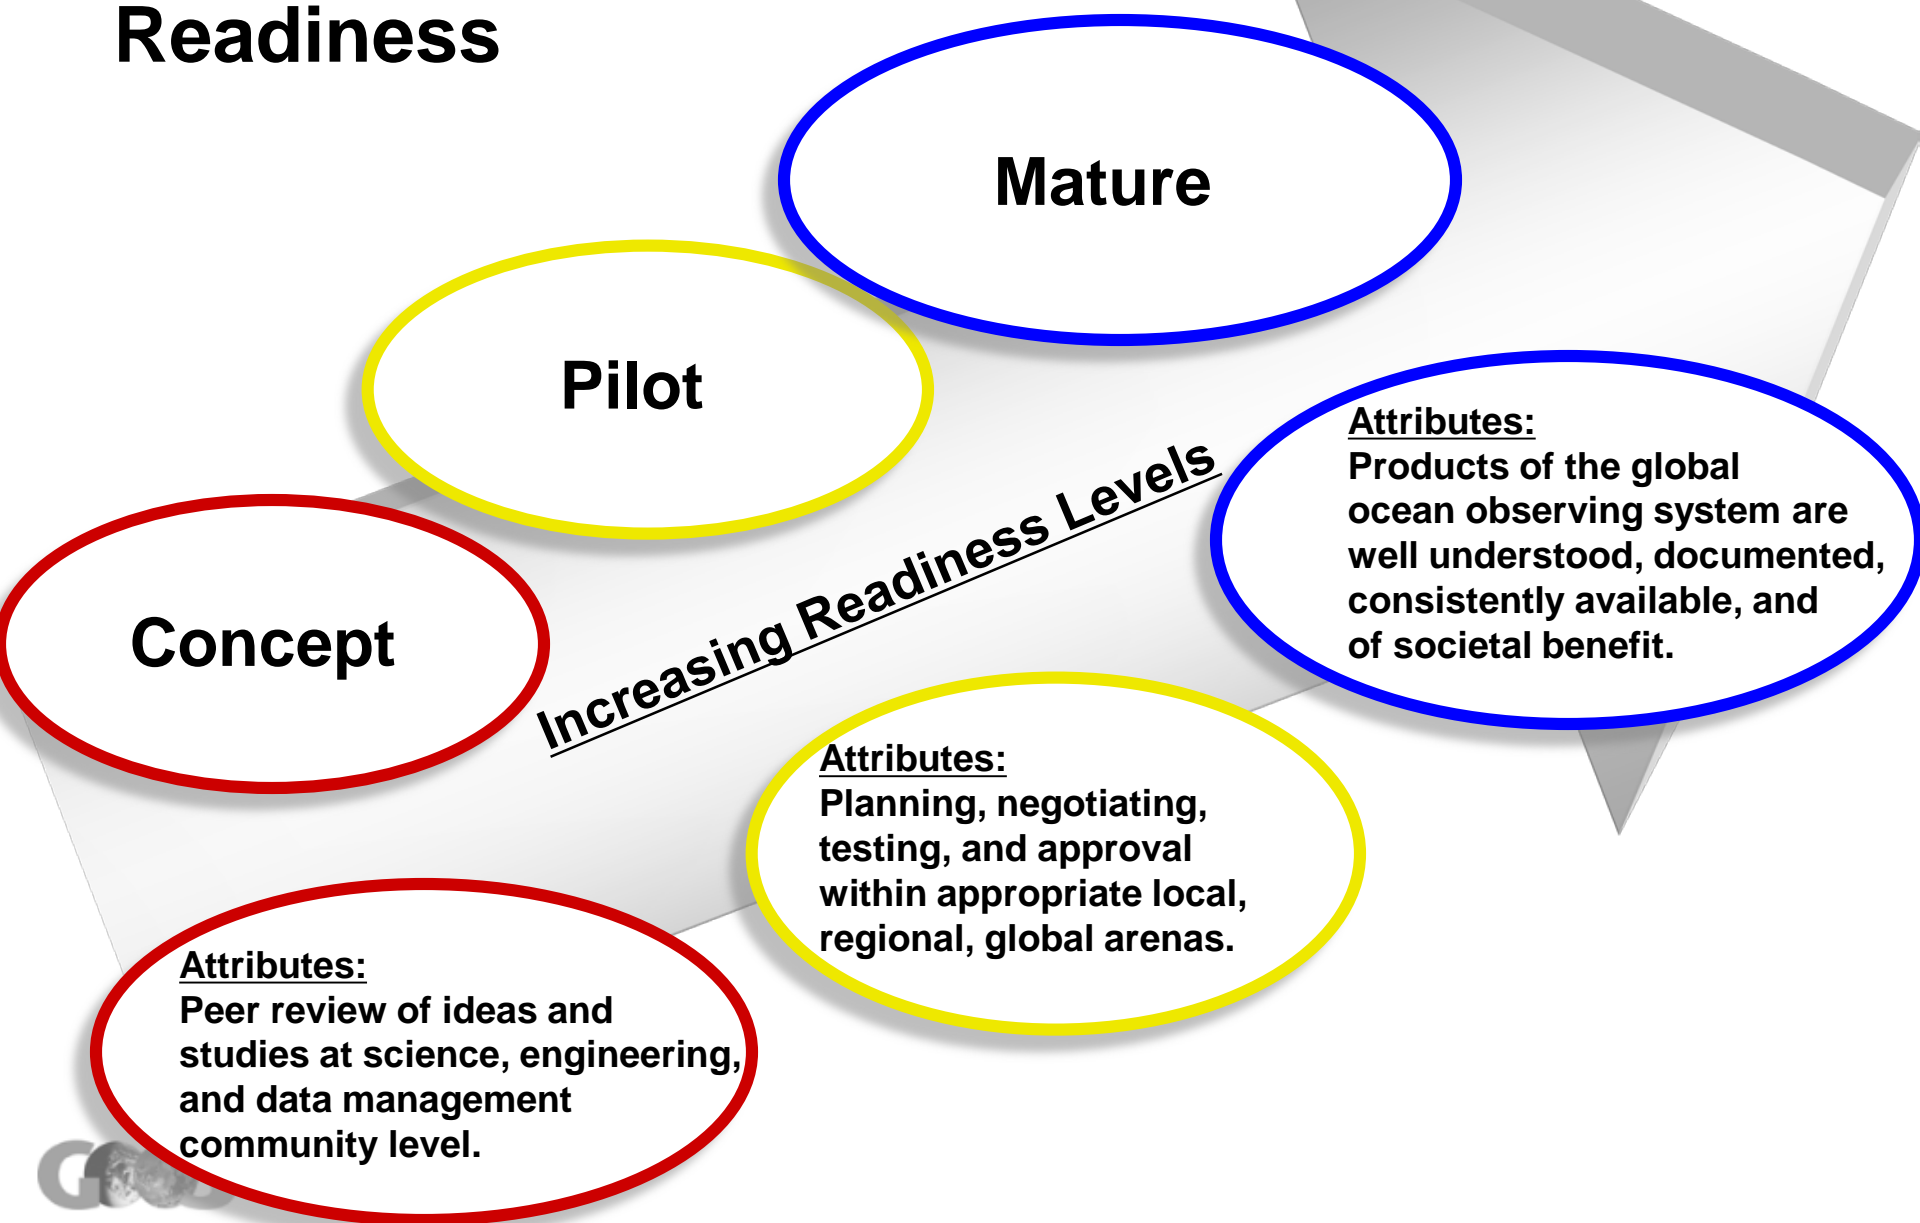 Readiness
Mature
Pilot
Concept
Increasing Readiness Levels
Attributes:
Products of the global
ocean observing system are
well understood, documented,
consistently available, and
of societal benefit.
Attributes:
Planning, negotiating,
testing, and approval
within appropriate local,
regional, global arenas.
Attributes:
Peer review of ideas and
studies at science, engineering,
and data management
community level.